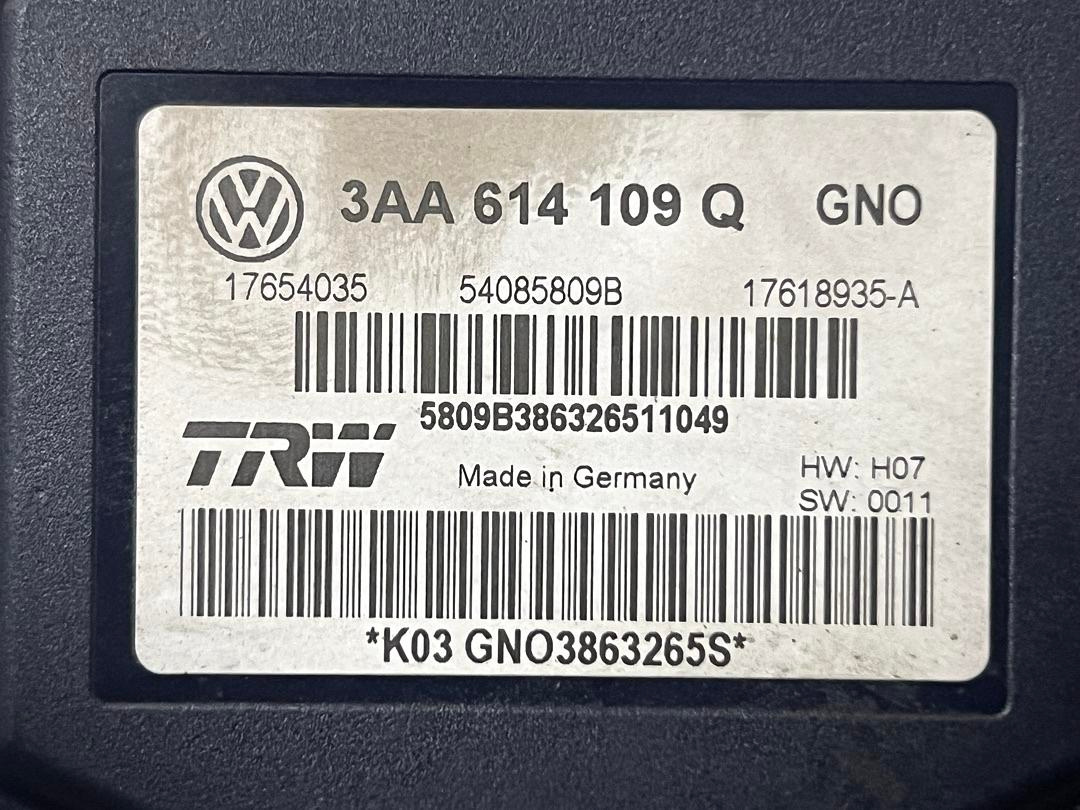 3AA 614 109 Q GNO
17654035 54085809B 17618935-A
5809B386326511049
TRW
Made in Germany
HW: H07
SW: 0011
*K03 GNO3863265S*